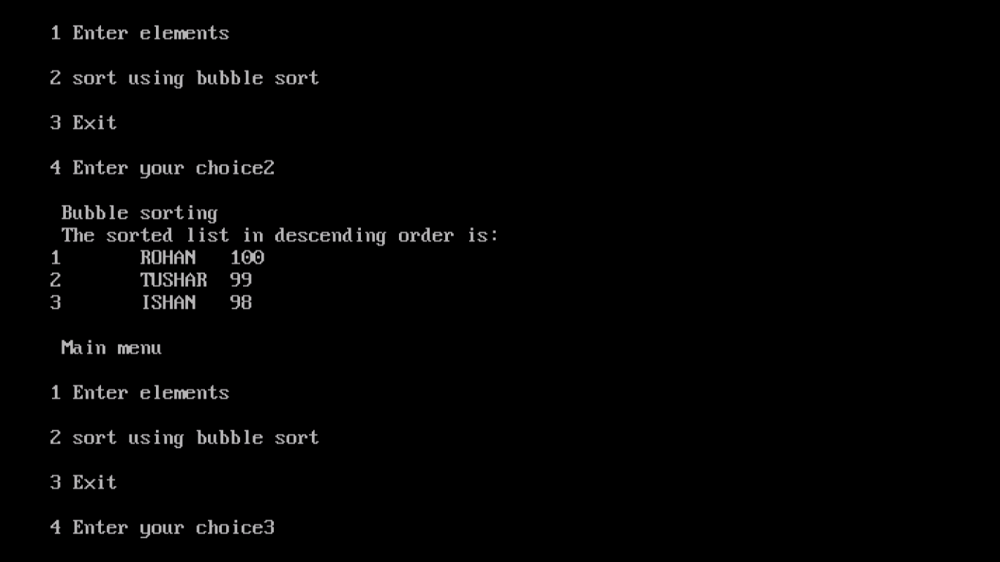 1 Enter elements
2 sort using bubble sort
3 Exit
4 Enter your choice2
Bubble sorting
The sorted list in descending order is:
1 ROHAN 100
2 TUSHAR 99
3 ISHAN 98
Main menu
1 Enter elements
2 sort using bubble sort
3 Exit
4 Enter your choice3